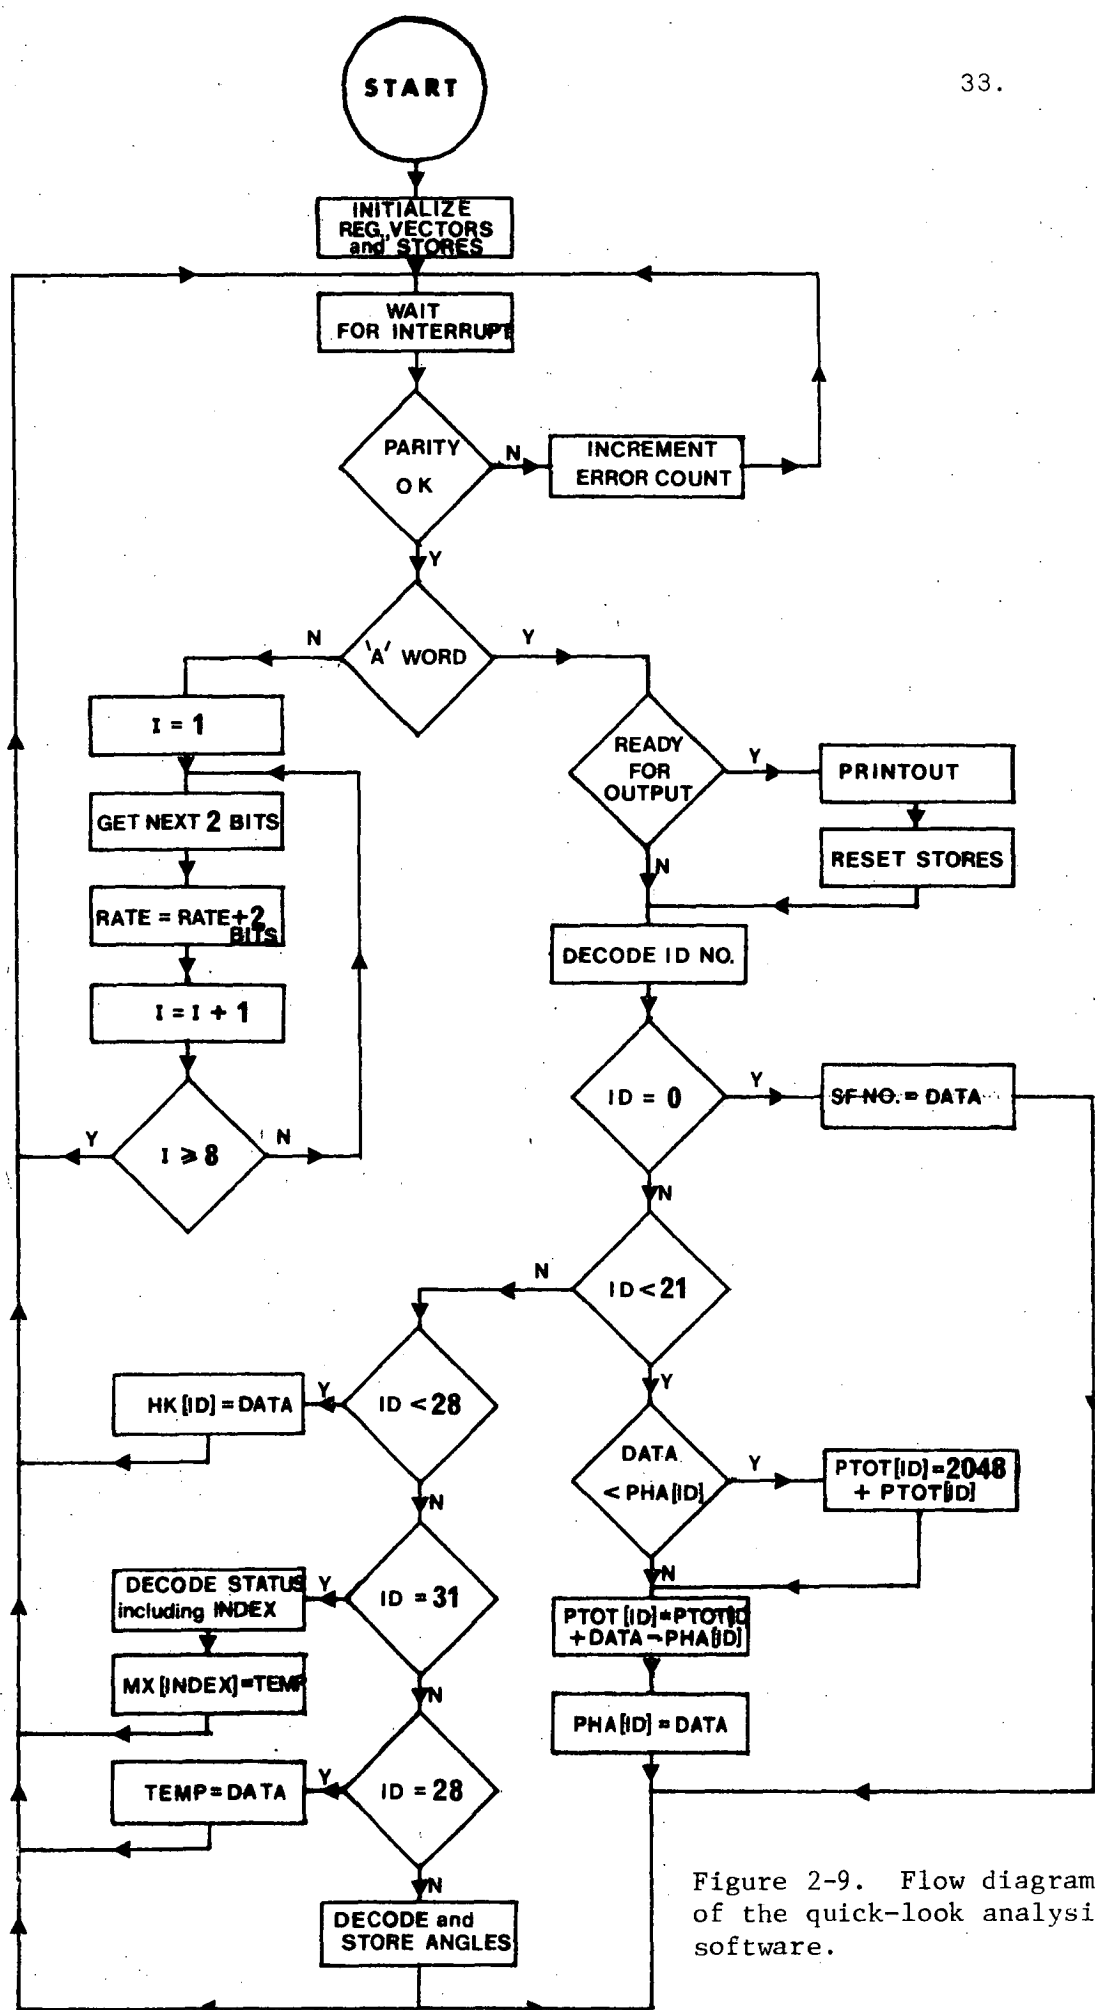 33.
START
INITIALIZE
REG, VECTORS
and STORES
WAIT
FOR INTERRUPT
PARITY
OK
N
INCREMENT
ERROR COUNT
Y
'A' WORD
N
Y
I = 1
GET NEXT 2 BITS
RATE = RATE+2
BITS
I = I + 1
I ⩾ 8
Y
N
READY
FOR
OUTPUT
Y
PRINTOUT
RESET STORES
N
DECODE ID NO.
ID = 0
Y
SF NO. = DATA
N
ID < 21
N
Y
ID < 28
Y
HK [ID] = DATA
N
DATA
< PHA[ID]
Y
PTOT[ID]=2048
+ PTOT[ID]
N
PTOT [ID]=PTOT[ID
+DATA-PHA[ID]
PHA[ID] = DATA
ID = 31
Y
DECODE STATUS
including INDEX
MX [INDEX]=TEMP
N
ID = 28
Y
TEMP=DATA
N
DECODE and
STORE ANGLES
Figure 2-9. Flow diagram
of the quick-look analysi
software.